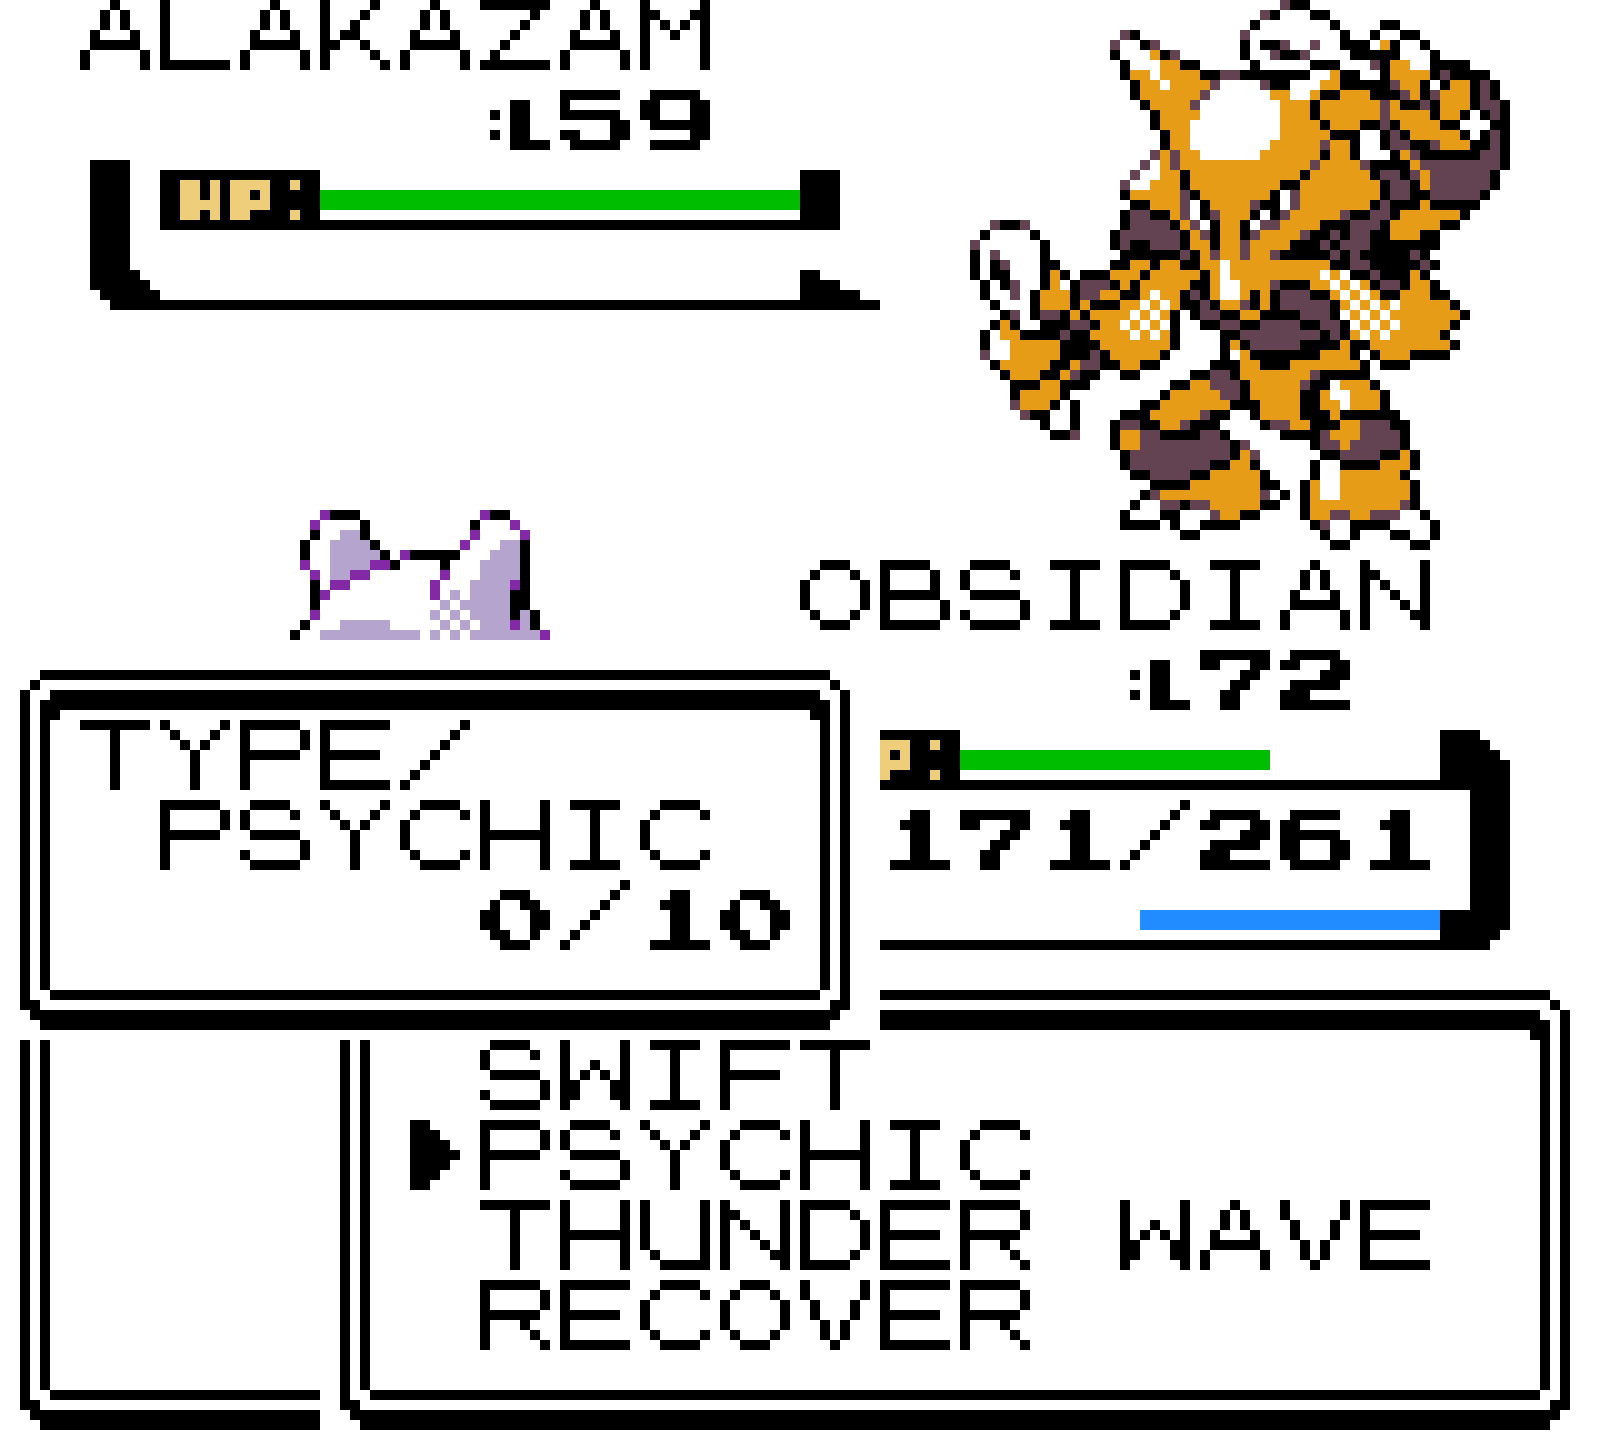 ALAKAZAM
:L59
HP:
OBSIDIAN
:L72
P:
171/261
TYPE/
PSYCHIC
0/10
SWIFT
PSYCHIC
THUNDER WAVE
RECOVER